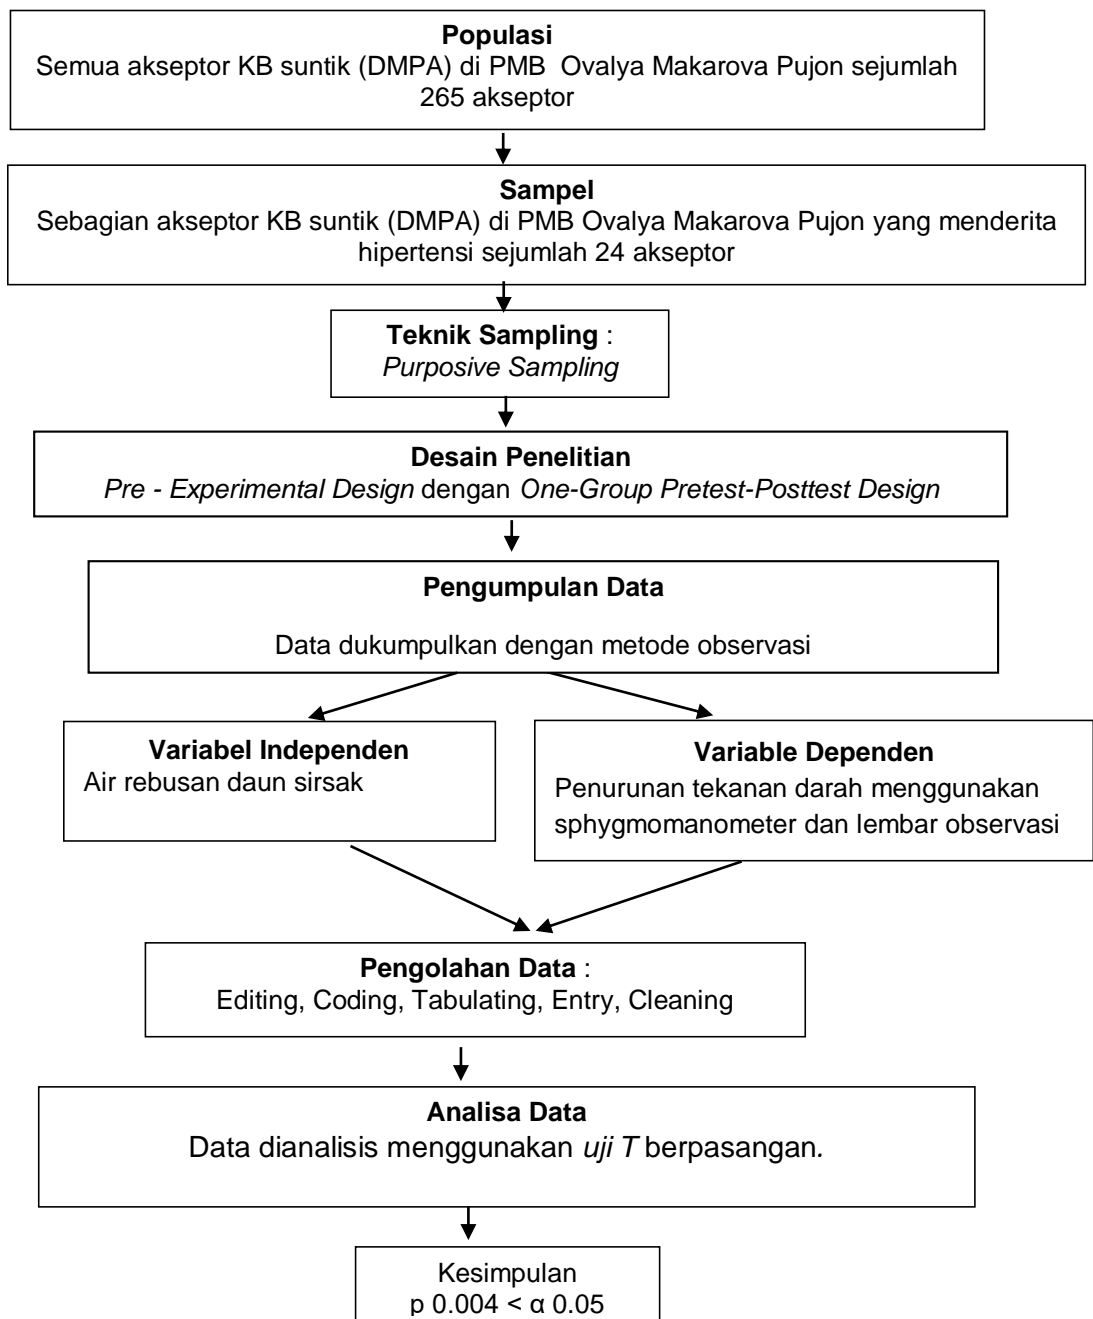 Populasi
Semua akseptor KB suntik (DMPA) di PMB Ovalya Makarova Pujon sejumlah
265 akseptor
Sampel
Sebagian akseptor KB suntik (DMPA) di PMB Ovalya Makarova Pujon yang menderita
hipertensi sejumlah 24 akseptor
Teknik Sampling :
Purposive Sampling
Desain Penelitian
Pre - Experimental Design dengan One-Group Pretest-Posttest Design
Pengumpulan Data
Data dukumpulkan dengan metode observasi
Variabel Independen
Air rebusan daun sirsak
Variable Dependen
Penurunan tekanan darah menggunakan
sphygmomanometer dan lembar observasi
Pengolahan Data :
Editing, Coding, Tabulating, Entry, Cleaning
Analisa Data
Data dianalisis menggunakan uji T berpasangan.
Kesimpulan
p 0.004 < α 0.05